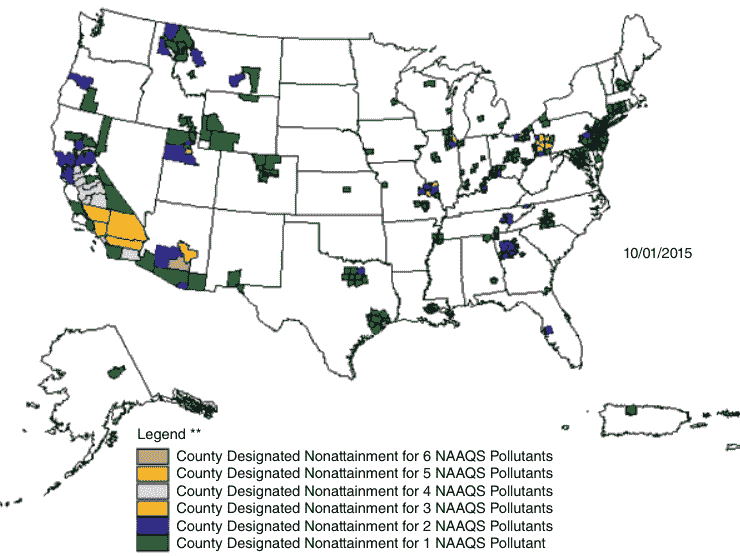 10/01/2015
Legend **
County Designated Nonattainment for 6 NAAQS Pollutants
County Designated Nonattainment for 5 NAAQS Pollutants
County Designated Nonattainment for 4 NAAQS Pollutants
County Designated Nonattainment for 3 NAAQS Pollutants
County Designated Nonattainment for 2 NAAQS Pollutants
County Designated Nonattainment for 1 NAAQS Pollutant